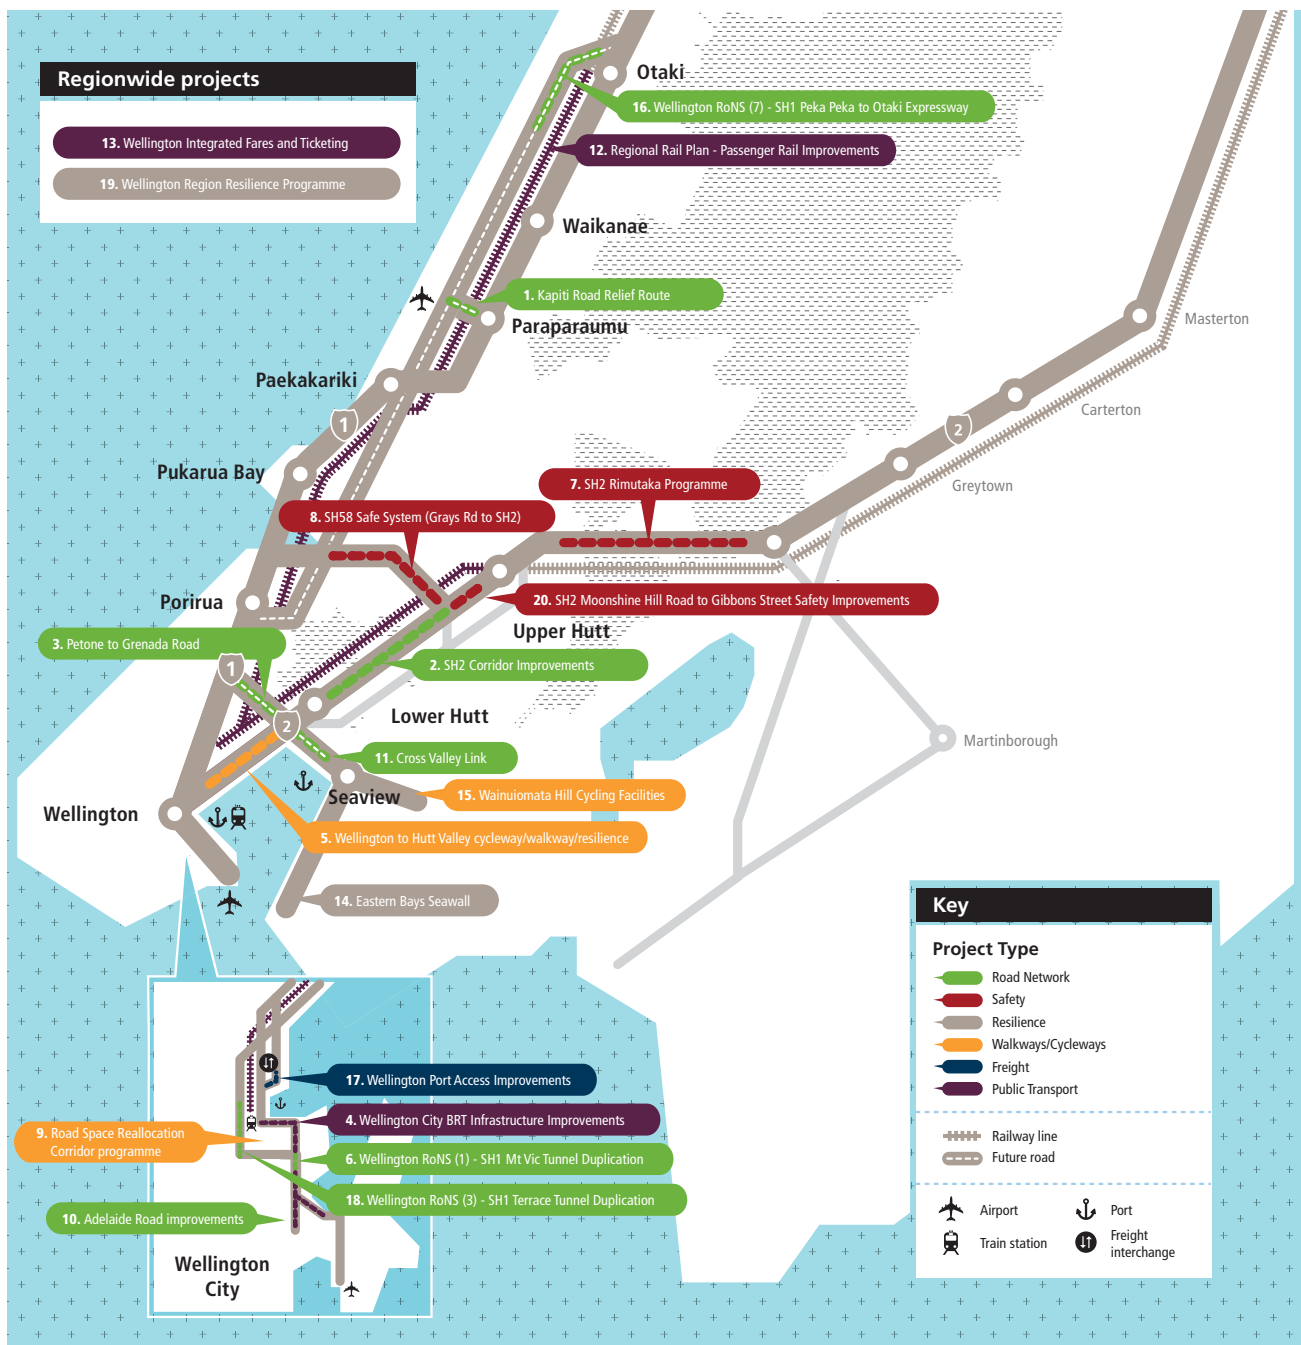 Regionwide projects
13. Wellington Integrated Fares and Ticketing
19. Wellington Region Resilience Programme
Otaki
16. Wellington RoNS (7) - SH1 Peka Peka to Otaki Expressway
12. Regional Rail Plan - Passenger Rail Improvements
Waikanae
1. Kapiti Road Relief Route
Paraparaumu
Masterton
Paekakariki
Carterton
1
2
Pukarua Bay
7. SH2 Rimutaka Programme
Greytown
8. SH58 Safe System (Grays Rd to SH2)
Porirua
20. SH2 Moonshine Hill Road to Gibbons Street Safety Improvements
Upper Hutt
3. Petone to Grenada Road
1
2. SH2 Corridor Improvements
Lower Hutt
2
Martinborough
11. Cross Valley Link
Seaview
15. Wainuiomata Hill Cycling Facilities
Wellington
5. Wellington to Hutt Valley cycleway/walkway/resilience
14. Eastern Bays Seawall
17. Wellington Port Access Improvements
4. Wellington City BRT Infrastructure Improvements
9. Road Space Reallocation
Corridor programme
6. Wellington RoNS (1) - SH1 Mt Vic Tunnel Duplication
18. Wellington RoNS (3) - SH1 Terrace Tunnel Duplication
10. Adelaide Road improvements
Wellington
City
Key
Project Type
Road Network
Safety
Resilience
Walkways/Cycleways
Freight
Public Transport
Railway line
Future road
Airport
Port
Train station
Freight
interchange